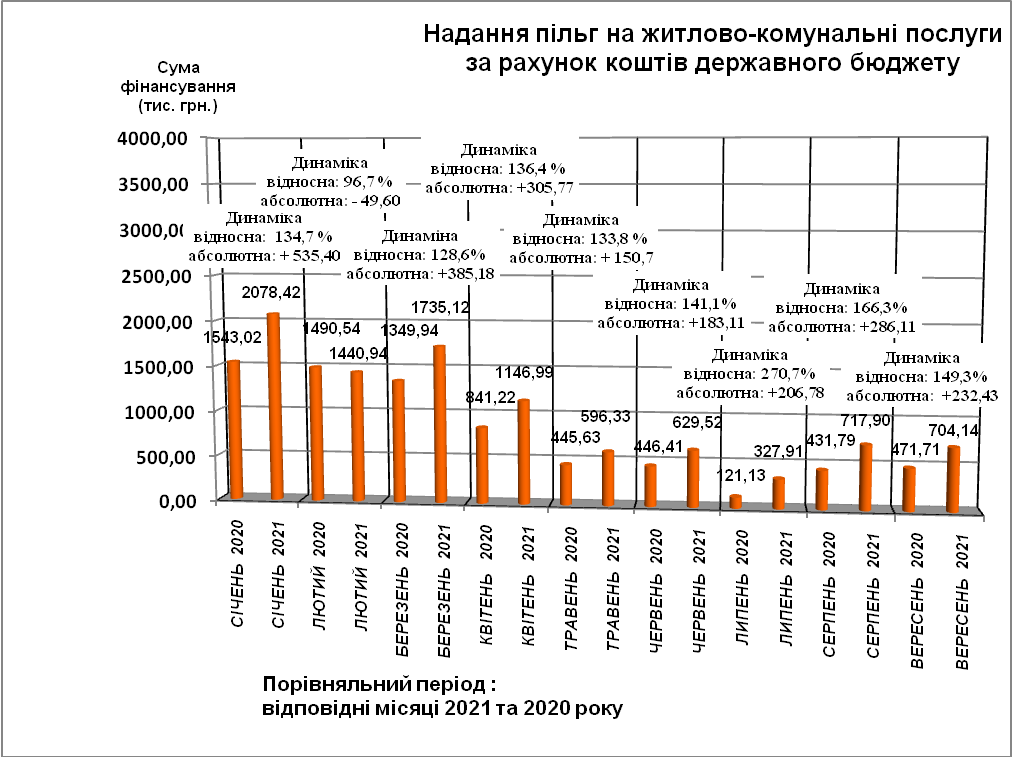 Надання пільг на житлово-комунальні послуги
за рахунок коштів державного бюджету
Сума
фінансування
(тис. грн.)
4000,00
3500,00
3000,00
2500,00
2000,00
1500,00
1000,00
500,00
0,00
Динаміка
відносна: 134,7 %
абсолютна: + 535,40
Динаміка
відносна: 96,7 %
абсолютна: - 49,60
Динаміна
відносна: 128,6%
абсолютна: +385,18
Динаміка
відносна: 136,4 %
абсолютна: +305,77
Динаміка
відносна: 133,8 %
абсолютна: + 150,7
Динаміка
відносна: 141,1%
абсолютна: +183,11
Динаміка
відносна: 270,7%
абсолютна: +206,78
Динаміка
відносна: 166,3%
абсолютна: +286,11
Динаміка
відносна: 149,3%
абсолютна: +232,43
1543,02
2078,42
1490,54
1440,94
1349,94
1735,12
841,22
1146,99
445,63
596,33
446,41
629,52
121,13
327,91
431,79
717,90
471,71
704,14
СІЧЕНЬ 2020
СІЧЕНЬ 2021
ЛЮТИЙ 2020
ЛЮТИЙ 2021
БЕРЕЗЕНЬ 2020
БЕРЕЗЕНЬ 2021
КВІТЕНЬ 2020
КВІТЕНЬ 2021
ТРАВЕНЬ 2020
ТРАВЕНЬ 2021
ЧЕРВЕНЬ 2020
ЧЕРВЕНЬ 2021
ЛИПЕНЬ 2020
ЛИПЕНЬ 2021
СЕРПЕНЬ 2020
СЕРПЕНЬ 2021
ВЕРЕСЕНЬ 2020
ВЕРЕСЕНЬ 2021
Порівняльний період :
відповідні місяці 2021 та 2020 року